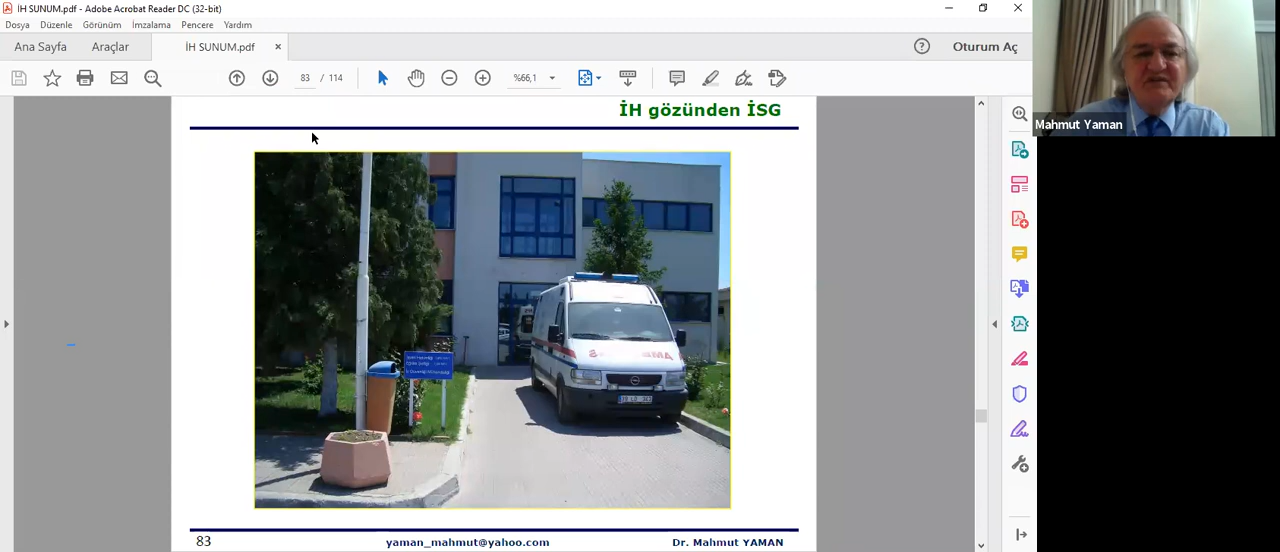 İH SUNUM.pdf - Adobe Acrobat Reader DC (32-bit)
Dosya Düzenle Görünüm İmzalama Pencere Yardım
Ana Sayfa Araçlar İH SUNUM.pdf Oturum Aç
83 / 114 %66,1
Mahmut Yaman
İH gözünden İSG
83 yaman_mahmut@yahoo.com Dr. Mahmut YAMAN